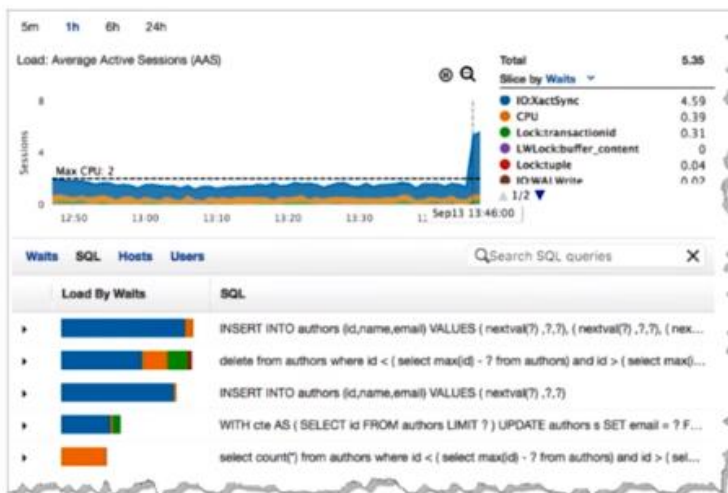 5m 1h 6h 24h
Load: Average Active Sessions (AAS)
Total 5.35
Slice by Waits
8
IO:XactSync 4.59
CPU 0.39
Lock:transactionid 0.31
Sessions
4
LWLock:buffer_content 0
Max CPU: 2
Lock:tuple 0.04
IO:WALWrite 0.02
0
1/2
12:50 13:00 13:10 13:20 13:30 Sep13 13:46:00
Waits SQL Hosts Users Search SQL queries
Load By Waits SQL
INSERT INTO authors (id,name,email) VALUES ( nextval(?) ,?,?), ( nextval(?) ,?,?), ( nex...
delete from authors where id < ( select max(id) - ? from authors) and id > ( select max(i...
INSERT INTO authors (id,name,email) VALUES ( nextval(?) ,?,?)
WITH cte AS ( SELECT id FROM authors LIMIT ? ) UPDATE authors s SET email = ? F...
select count(*) from authors where id < ( select max(id) - ? from authors) and id > ( sel...